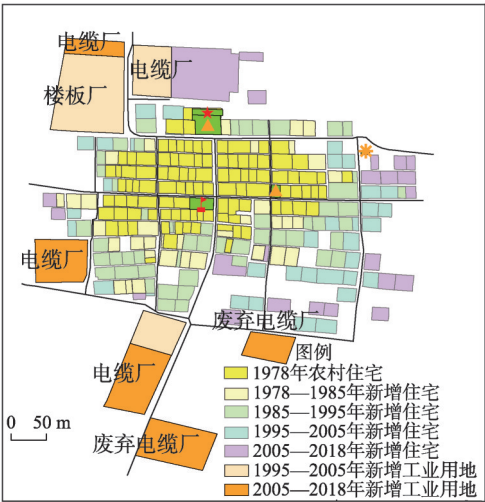 电缆厂
电缆厂
楼板厂
电缆厂
废弃电缆厂
电缆厂
废弃电缆厂
0 50 m
图例
1978年农村住宅
1978—1985年新增住宅
1985—1995年新增住宅
1995—2005年新增住宅
2005—2018年新增住宅
1995—2005年新增工业用地
2005—2018年新增工业用地